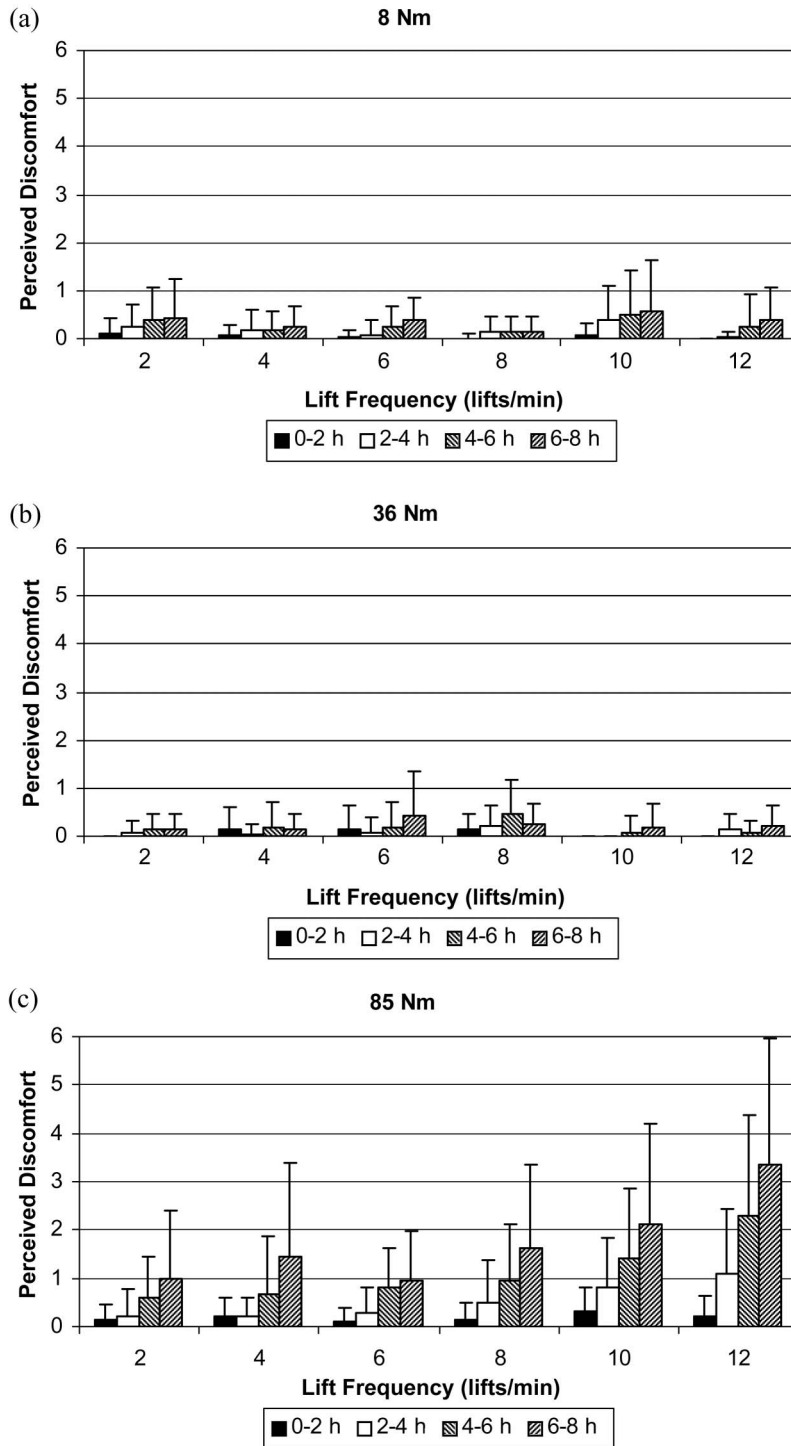 (a)
8 Nm
6
5
4
3
2
1
0
Perceived Discomfort
2 4 6 8 10 12
Lift Frequency (lifts/min)
0-2 h 2-4 h 4-6 h 6-8 h
(b)
36 Nm
6
5
4
3
2
1
0
Perceived Discomfort
2 4 6 8 10 12
Lift Frequency (lifts/min)
0-2 h 2-4 h 4-6 h 6-8 h
(c)
85 Nm
6
5
4
3
2
1
0
Perceived Discomfort
2 4 6 8 10 12
Lift Frequency (lifts/min)
0-2 h 2-4 h 4-6 h 6-8 h